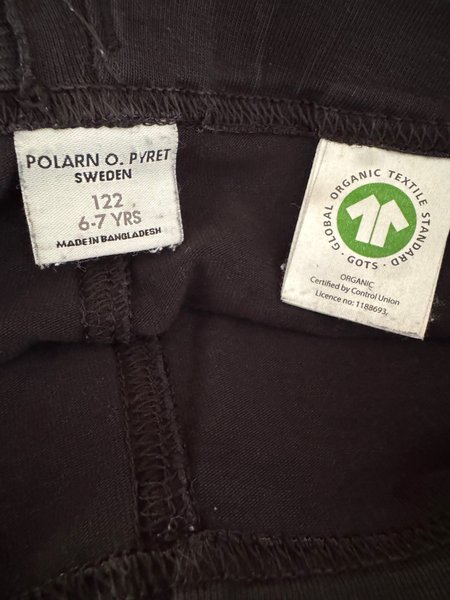 POLARN O. PYRET
SWEDEN
122
6-7 YRS
MADE IN BANGLADESH
GLOBAL ORGANIC TEXTILE STANDARD
· GOTS ·
ORGANIC
Certified by Control Union
Licence no: 1188693,